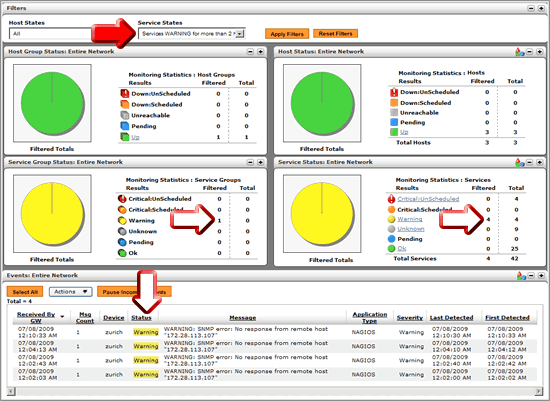 Filters
Host States
Service States
All
Services WARNING for more than 2
Apply Filters
Reset Filters
Host Group Status: Entire Network
Monitoring Statistics : Host Groups
Results Filtered Total
Down:UnScheduled 0 0
Down:Scheduled 0 0
Unreachable 0 0
Pending 0 0
Up 1 1
Filtered Totals
Host Status: Entire Network
Monitoring Statistics : Hosts
Results Filtered Total
Down:UnScheduled 0 0
Down:Scheduled 0 0
Unreachable 0 0
Pending 0 0
Up 3 3
Total Hosts 3 3
Filtered Totals
Service Group Status: Entire Network
Monitoring Statistics : Service Groups
Results Filtered Total
Critical:UnScheduled 0 0
Critical:Scheduled 0 0
Warning 1 0
Unknown 0 0
Pending 0 0
Ok 0 0
Filtered Totals
Service Status: Entire Network
Monitoring Statistics : Services
Results Filtered Total
Critical:UnScheduled 0 4
Critical:Scheduled 0
Warning 4 4
Unknown 0 9
Pending 0 0
Ok 0 25
Total Services 4 42
Filtered Totals
Events: Entire Network
Select All
Actions
Pause Incom
Total = 4
Received By GW Msg Count Device Status Message Application Type Severity Last Detected First Detected
07/08/2009 12:10:33 AM 1 zurich Warning WARNING: SNMP error: No response from remote host "172.28.113.107" NAGIOS Warning 07/08/2009 12:10:33 AM 07/08/2009 12:10:33 AM
07/08/2009 12:04:13 AM 1 zurich Warning WARNING: SNMP error: No response from remote host "172.28.113.107" NAGIOS Warning 07/08/2009 12:04:10 AM 07/08/2009 12:04:12 AM
07/08/2009 12:02:43 AM 1 zurich Warning WARNING: SNMP error: No response from remote host "172.28.113.107" NAGIOS Warning 07/08/2009 12:02:40 AM 07/08/2009 12:02:42 AM
07/08/2009 12:02:03 AM 1 zurich Warning WARNING: SNMP error: No response from remote host "172.28.113.107" NAGIOS Warning 07/08/2009 12:02:00 AM 07/08/2009 12:02:02 AM